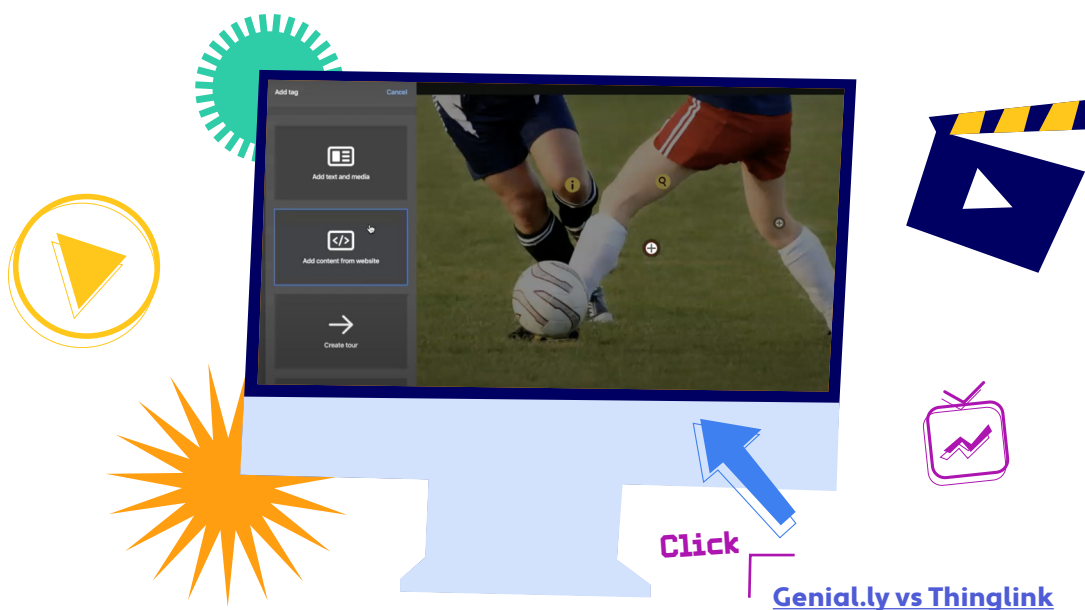 Add tag
Cancel
Add text and media
Add content from website
Create tour
Click
Genial.ly vs Thinglink